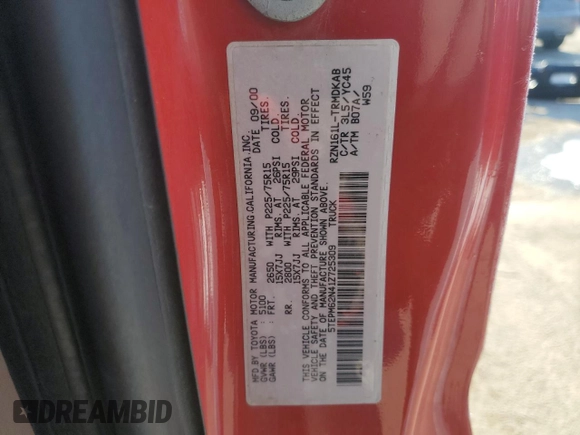 MFD BY TOYOTA MOTOR MANUFACTURING CALIFORNIA INC.
GVWR (LBS) : 5100 DATE 09/00
GAWR (LBS) : FRT. 2650 WITH P225/75R15 TIRES.
15X7JJ RIMS. AT 26PSI COLD.
RR. 2800 WITH P225/75R15 TIRES.
15X7JJ RIMS. AT 29PSI COLD.
THIS VEHICLE CONFORMS TO ALL APPLICABLE FEDERAL MOTOR
VEHICLE SAFETY AND THEFT PREVENTION STANDARDS IN EFFECT
ON THE DATE OF MANUFACTURE SHOWN ABOVE.
5TEPM62N41Z725309 TRUCK
RZN161L-TRMDKAB
C/TR 3L5/YC45
A/TM B07A/
W59
DREAMBID